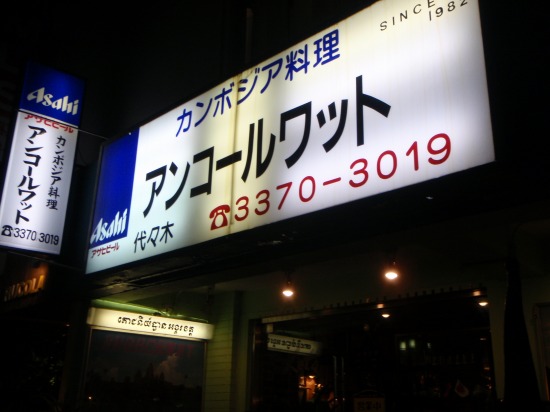 SINCE
1982
カンボジア料理
アンコールワット
☎3370-3019
Asahi
アサヒビール
代々木
Asahi
アサヒビール
カンボジア料理
アンコールワット
☎3370 3019